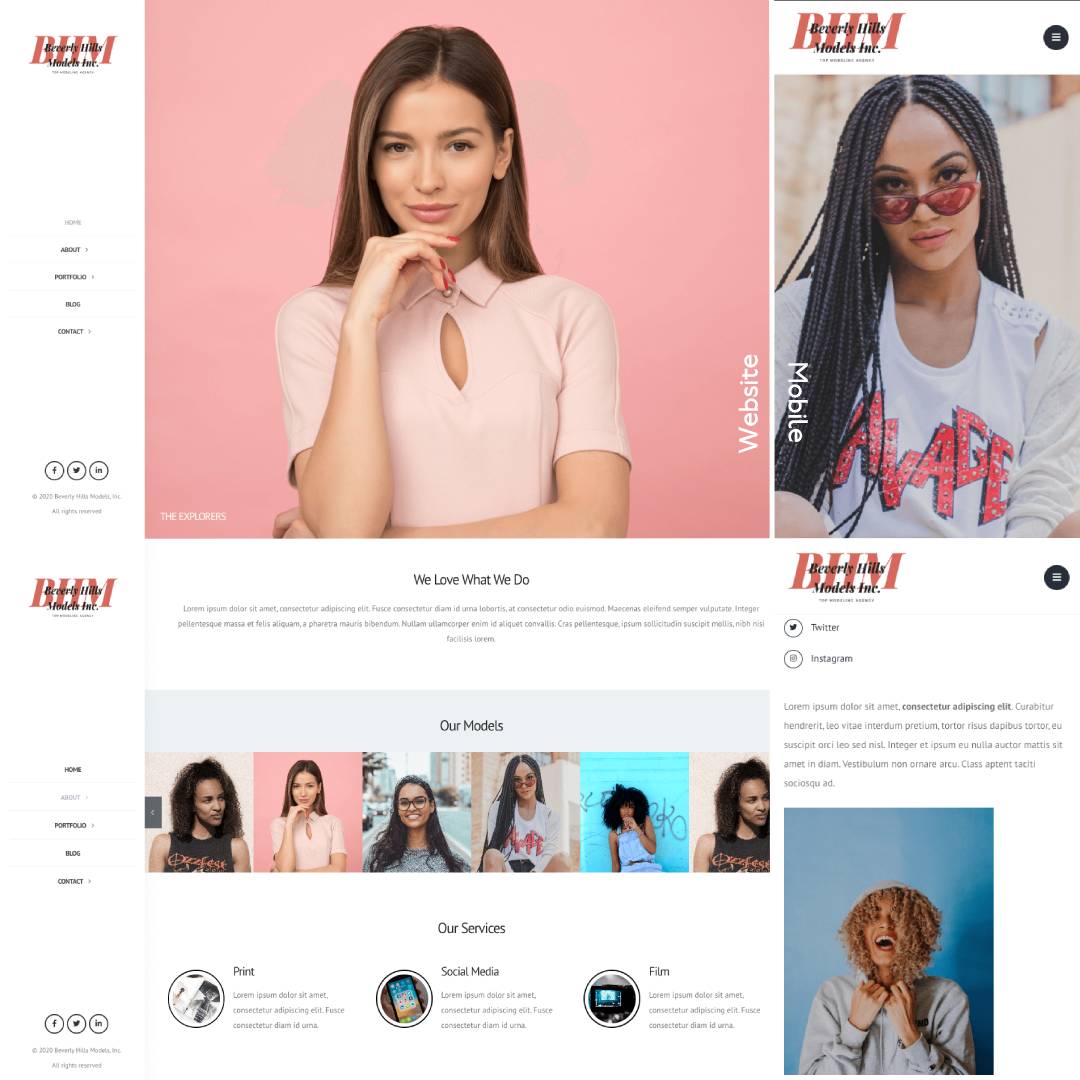 BHM
Beverly Hills
Models Inc.
TOP MODELING AGENCY
HOME
ABOUT
PORTFOLIO
BLOG
CONTACT
© 2020 Beverly Hills Models, Inc.
All rights reserved
THE EXPLORERS
Website
BHM
Beverly Hills
Models Inc.
TOP MODELING AGENCY
Mobile
BHM
Beverly Hills
Models Inc.
TOP MODELING AGENCY
HOME
ABOUT
PORTFOLIO
BLOG
CONTACT
© 2020 Beverly Hills Models, Inc.
All rights reserved
We Love What We Do
Lorem ipsum dolor sit amet, consectetur adipiscing elit. Fusce consectetur diam id urna lobortis, at consectetur odio euismod. Maecenas eleifend semper vulputate. Integer
pellentesque massa et felis aliquam, a pharetra mauris bibendum. Nullam ullamcorper enim id aliquet convallis. Cras pellentesque, ipsum sollicitudin suscipit mollis, nibh nisi
facilisis lorem.
Our Models
Our Services
Print
Lorem ipsum dolor sit amet,
consectetur adipiscing elit. Fusce
consectetur diam id urna.
Social Media
Lorem ipsum dolor sit amet,
consectetur adipiscing elit. Fusce
consectetur diam id urna.
Film
Lorem ipsum dolor sit amet,
consectetur adipiscing elit. Fusce
consectetur diam id urna.
BHM
Beverly Hills
Models Inc.
TOP MODELING AGENCY
Twitter
Instagram
Lorem ipsum dolor sit amet, consectetur adipiscing elit. Curabitur
hendrerit, leo vitae interdum pretium, tortor risus dapibus tortor, eu
suscipit orci leo sed nisl. Integer et ipsum eu nulla auctor mattis sit
amet in diam. Vestibulum non ornare arcu. Class aptent taciti
sociosqu ad.